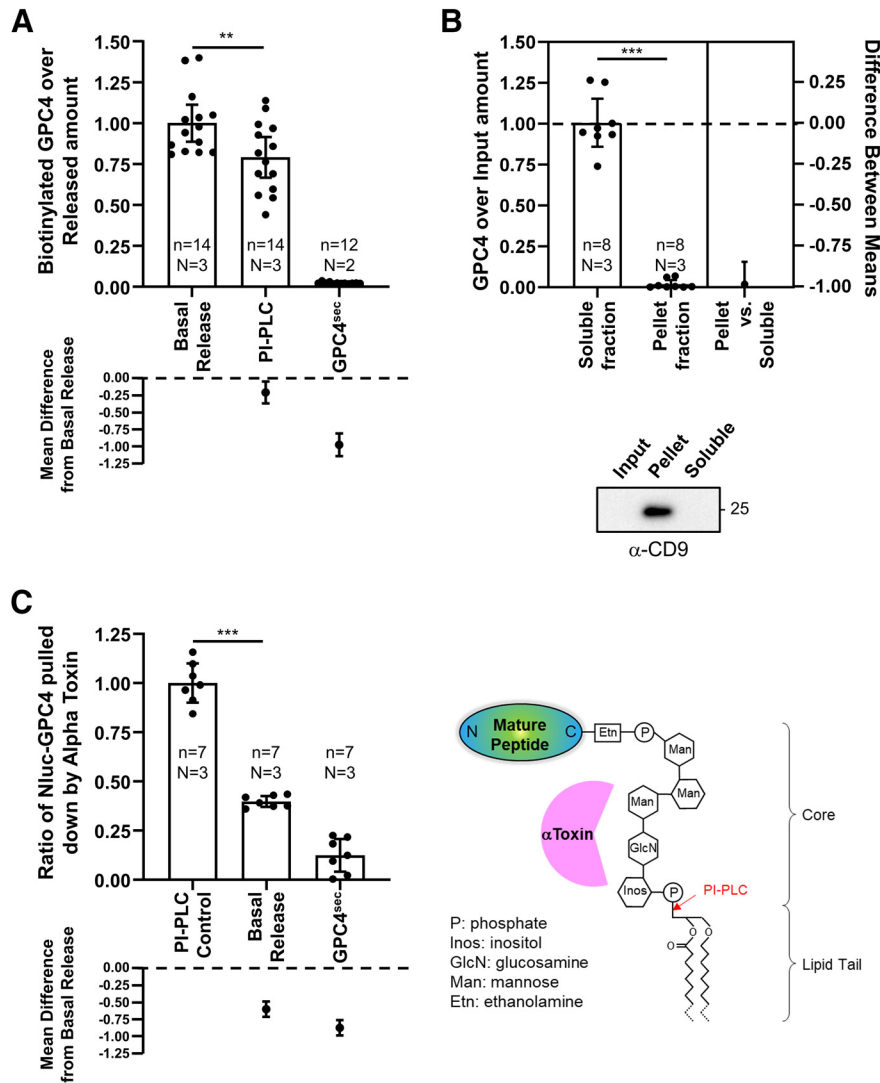 A
Biotinylated GPC4 over
Released amount
1.50
1.25
1.00
0.75
0.50
0.25
0.00
**
n=14
N=3
n=14
N=3
n=12
N=2
Basal
Release
PI-PLC
GPC4sec
Mean Difference
from Basal Release
0.00
-0.25
-0.50
-0.75
-1.00
-1.25
B
GPC4 over Input amount
1.50
1.25
1.00
0.75
0.50
0.25
0.00
***
n=8
N=3
n=8
N=3
0.25
0.00
-0.25
-0.50
-0.75
-1.00
Difference Between Means
Soluble
fraction
Pellet
fraction
Pellet
vs.
Soluble
Input
Pellet
Soluble
25
α-CD9
C
Ratio of Nluc-GPC4 pulled
down by Alpha Toxin
1.25
1.00
0.75
0.50
0.25
0.00
***
n=7
N=3
n=7
N=3
n=7
N=3
PI-PLC
Control
Basal
Release
GPC4sec
Mean Difference
from Basal Release
0.00
-0.25
-0.50
-0.75
-1.00
-1.25
N
Mature
Peptide
C
Etn
P
Man
Man
Man
GlcN
Inos
P
αToxin
PI-PLC
O
O
O
Core
Lipid Tail
P: phosphate
Inos: inositol
GlcN: glucosamine
Man: mannose
Etn: ethanolamine